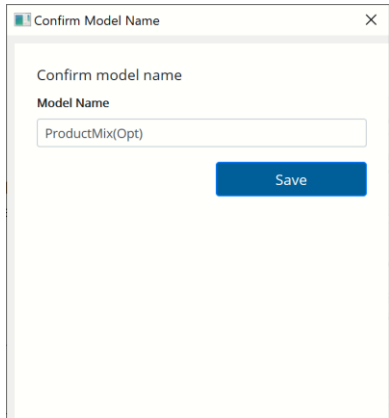 Confirm Model Name
Confirm model name
Model Name
ProductMix(Opt)
Save